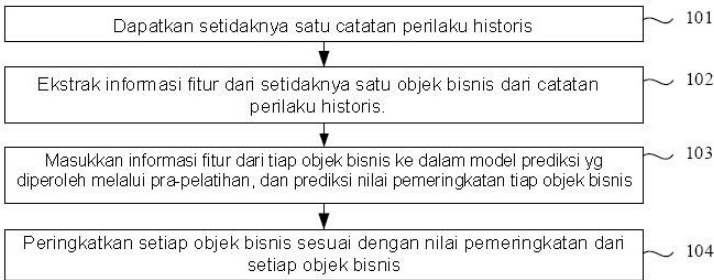 Dapatkan setidaknya satu catatan perilaku historis
101
Ekstrak informasi fitur dari setidaknya satu objek bisnis dari catatan
perilaku historis.
102
Masukkan informasi fitur dari tiap objek bisnis ke dalam model prediksi yg
diperoleh melalui pra-pelatihan, dan prediksi nilai pemeringkatan tiap objek bisnis
103
Peringkatkan setiap objek bisnis sesuai dengan nilai pemeringkatan dari
setiap objek bisnis
104